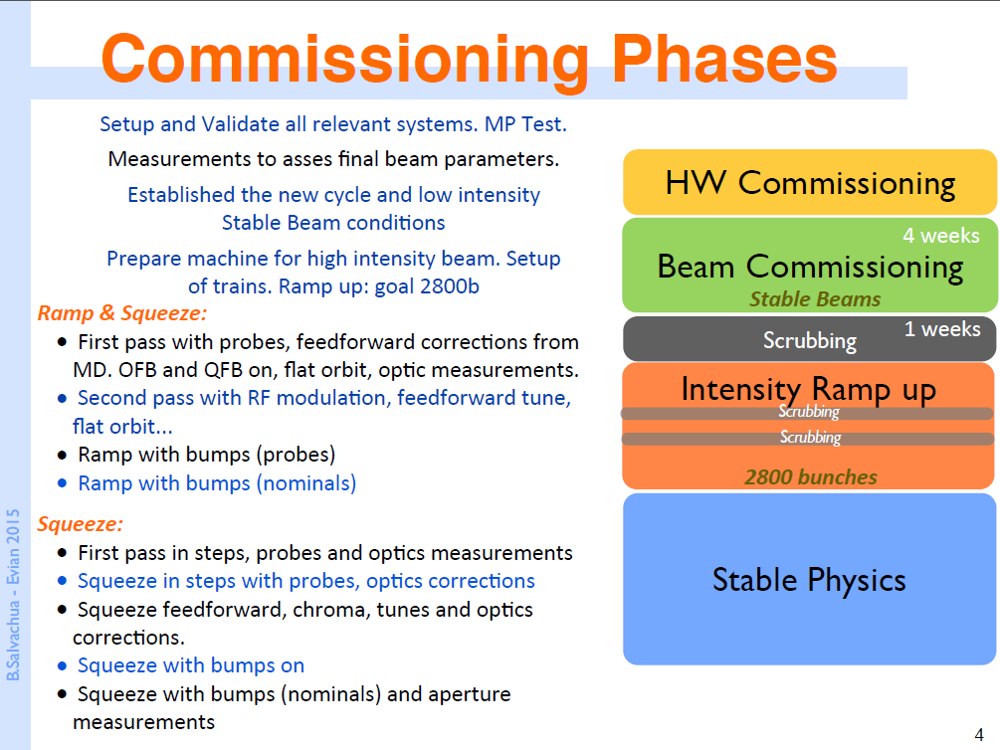 Commissioning Phases
Setup and Validate all relevant systems. MP Test.
Measurements to asses final beam parameters.
Established the new cycle and low intensity
Stable Beam conditions
Prepare machine for high intensity beam. Setup
of trains. Ramp up: goal 2800b
Ramp & Squeeze:
• First pass with probes, feedforward corrections from
MD. OFB and QFB on, flat orbit, optic measurements.
• Second pass with RF modulation, feedforward tune,
flat orbit...
• Ramp with bumps (probes)
• Ramp with bumps (nominals)
Squeeze:
• First pass in steps, probes and optics measurements
• Squeeze in steps with probes, optics corrections
• Squeeze feedforward, chroma, tunes and optics
corrections.
• Squeeze with bumps on
• Squeeze with bumps (nominals) and aperture
measurements
HW Commissioning
4 weeks
Beam Commissioning
Stable Beams
1 weeks
Scrubbing
Intensity Ramp up
Scrubbing
Scrubbing
2800 bunches
Stable Physics
B.Salvachua - Evian 2015
4